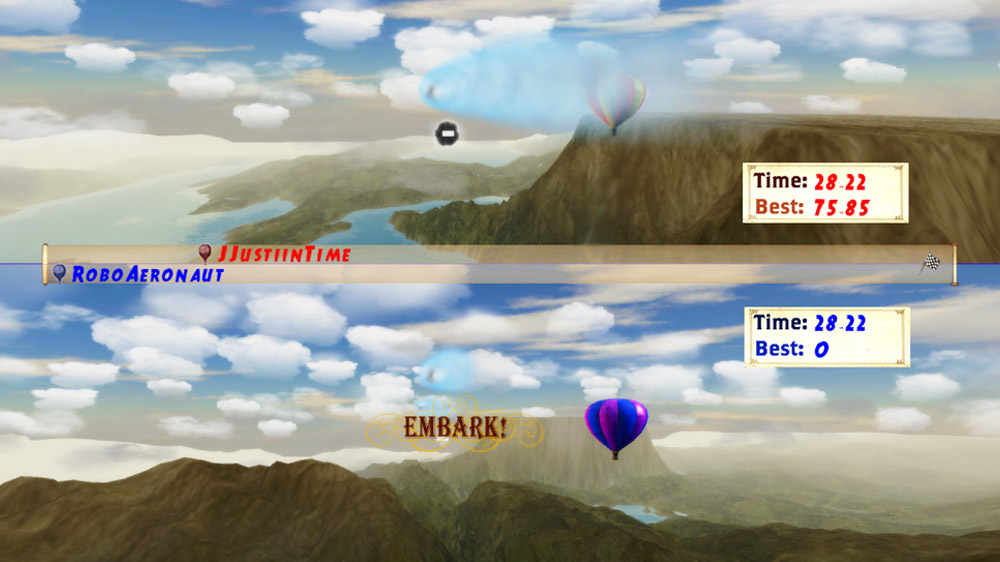 Time: 28.22
Best: 75.85
JJustiinTime
RoboAeronaut
Time: 28.22
Best: 0
EMBARK!